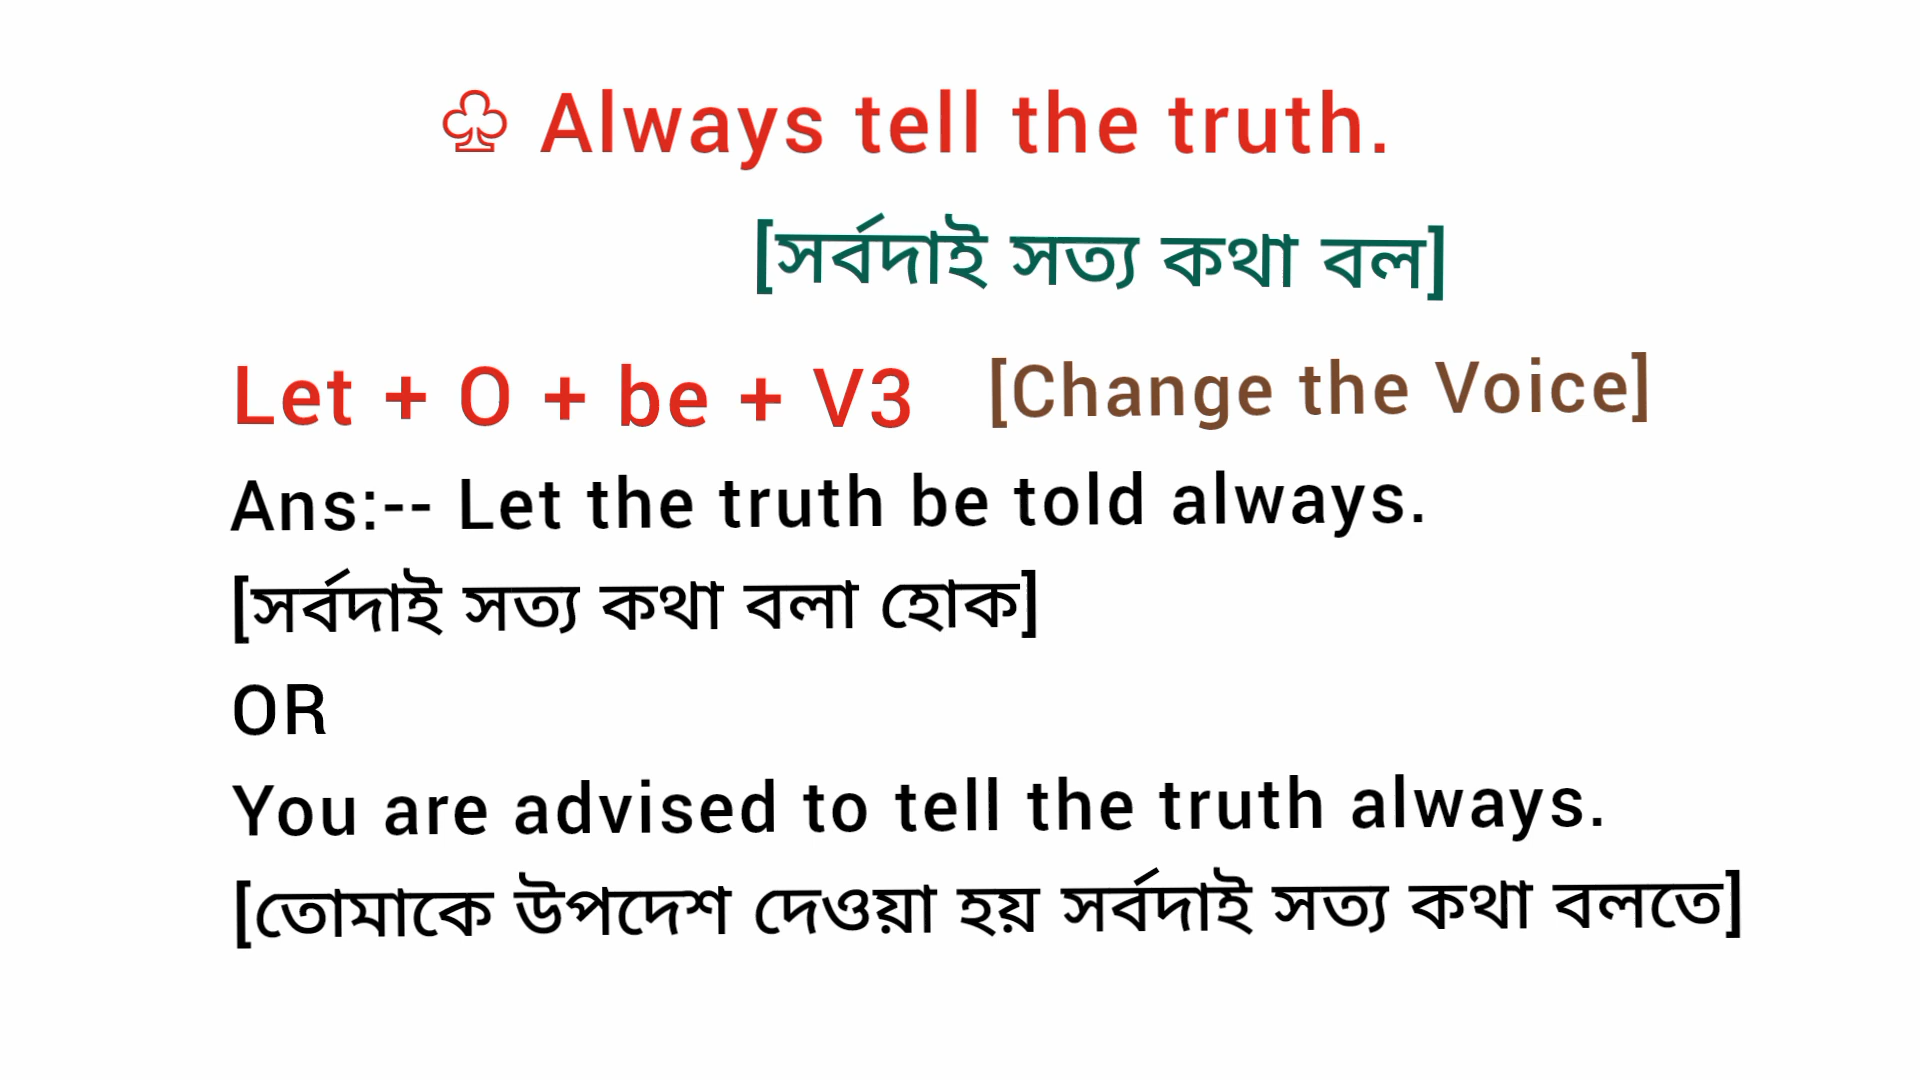 ♧ Always tell the truth.
[সর্বদাই সত্য কথা বল]
Let + O + be + V3 [Change the Voice]
Ans:-- Let the truth be told always.
[সর্বদাই সত্য কথা বলা হোক]
OR
You are advised to tell the truth always.
[তোমাকে উপদেশ দেওয়া হয় সর্বদাই সত্য কথা বলতে]